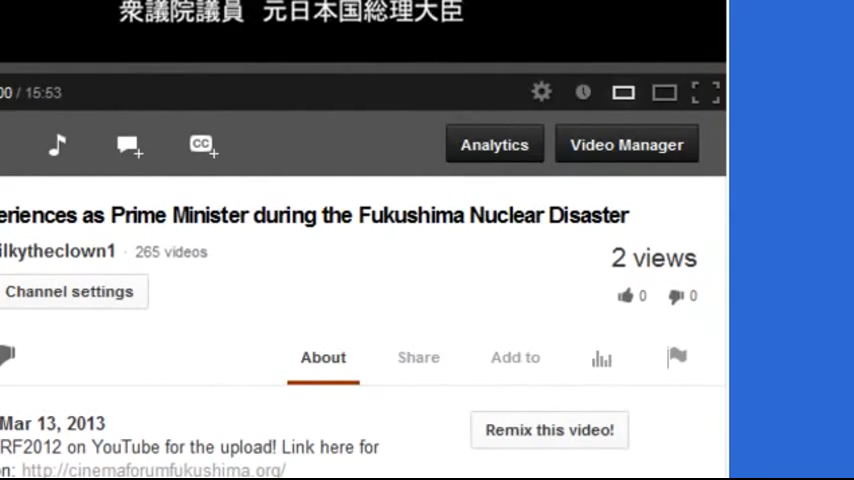 衆議院議員 元日本国総理大臣
00 / 15:53
CC
Analytics
Video Manager
eriences as Prime Minister during the Fukushima Nuclear Disaster
ilkytheclown1 · 265 videos
2 views
Channel settings
0 0
About Share Add to
Mar 13, 2013
Remix this video!
RF2012 on YouTube for the upload! Link here for
on: http://cinemaforumfukushima.org/